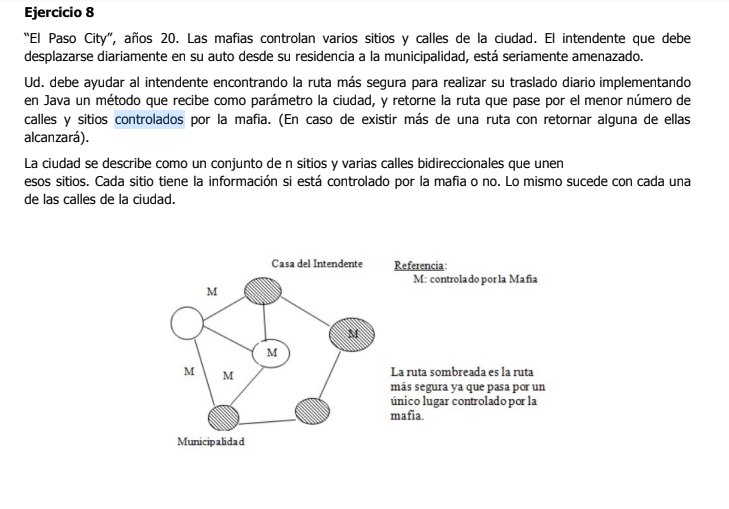 Ejercicio 8
“El Paso City”, años 20. Las mafias controlan varios sitios y calles de la ciudad. El intendente que debe
desplazarse diariamente en su auto desde su residencia a la municipalidad, está seriamente amenazado.
Ud. debe ayudar al intendente encontrando la ruta más segura para realizar su traslado diario implementando
en Java un método que recibe como parámetro la ciudad, y retorne la ruta que pase por el menor número de
calles y sitios controlados por la mafia. (En caso de existir más de una ruta con retornar alguna de ellas
alcanzará).
La ciudad se describe como un conjunto de n sitios y varias calles bidireccionales que unen
esos sitios. Cada sitio tiene la información si está controlado por la mafia o no. Lo mismo sucede con cada una
de las calles de la ciudad.
Casa del Intendente
Referencia:
M: controlado por la Mafia
M
M
M
M
M
La ruta sombreada es la ruta
más segura ya que pasa por un
único lugar controlado por la
mafia.
Municipalidad